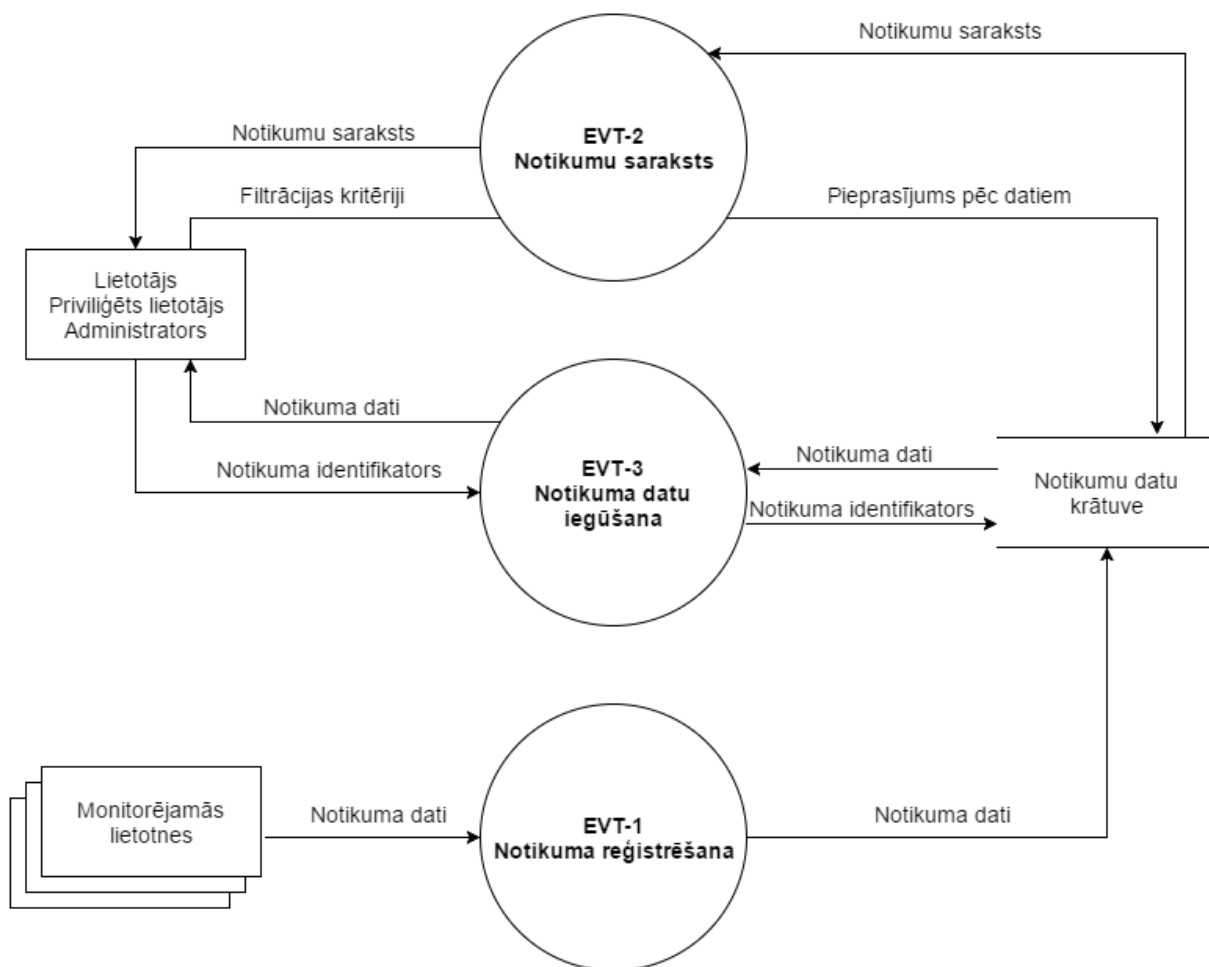 Notikumu saraksts
EVT-2
Notikumu saraksts
Notikumu saraksts
Filtrācijas kritēriji
Pieprasījums pēc datiem
Lietotājs
Priviliģēts lietotājs
Administrators
Notikuma dati
Notikuma identifikators
EVT-3
Notikuma datu
iegūšana
Notikuma dati
Notikuma identifikators
Notikumu datu
krātuve
Monitorējamās
lietotnes
Notikuma dati
EVT-1
Notikuma reģistrēšana
Notikuma dati